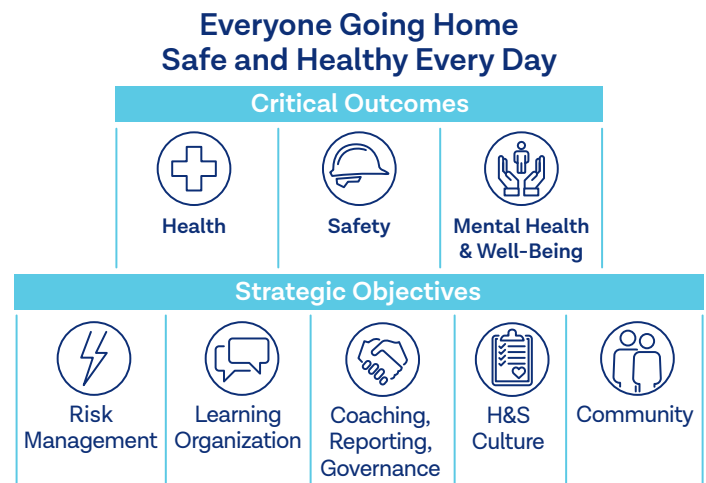 Everyone Going Home
Safe and Healthy Every Day
Critical Outcomes
Health
Safety
Mental Health
& Well-Being
Strategic Objectives
Risk
Management
Learning
Organization
Coaching,
Reporting,
Governance
H&S
Culture
Community